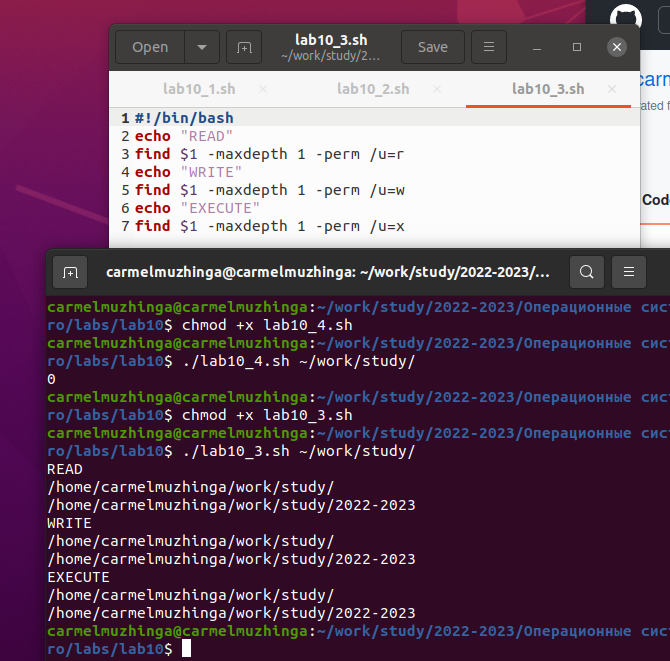 Open
lab10_3.sh
~/work/study/2...
Save
lab10_1.sh
lab10_2.sh
lab10_3.sh
1 #!/bin/bash
2 echo "READ"
3 find $1 -maxdepth 1 -perm /u=r
4 echo "WRITE"
5 find $1 -maxdepth 1 -perm /u=w
6 echo "EXECUTE"
7 find $1 -maxdepth 1 -perm /u=x
carm
ated f
Code
carmelmuzhinga@carmelmuzhinga: ~/work/study/2022-2023/...
carmelmuzhinga@carmelmuzhinga:~/work/study/2022-2023/Операционные сист
ro/labs/lab10$ chmod +x lab10_4.sh
carmelmuzhinga@carmelmuzhinga:~/work/study/2022-2023/Операционные сист
ro/labs/lab10$ ./lab10_4.sh ~/work/study/
0
carmelmuzhinga@carmelmuzhinga:~/work/study/2022-2023/Операционные сист
ro/labs/lab10$ chmod +x lab10_3.sh
carmelmuzhinga@carmelmuzhinga:~/work/study/2022-2023/Операционные сист
ro/labs/lab10$ ./lab10_3.sh ~/work/study/
READ
/home/carmelmuzhinga/work/study/
/home/carmelmuzhinga/work/study/2022-2023
WRITE
/home/carmelmuzhinga/work/study/
/home/carmelmuzhinga/work/study/2022-2023
EXECUTE
/home/carmelmuzhinga/work/study/
/home/carmelmuzhinga/work/study/2022-2023
carmelmuzhinga@carmelmuzhinga:~/work/study/2022-2023/Операционные сист
ro/labs/lab10$